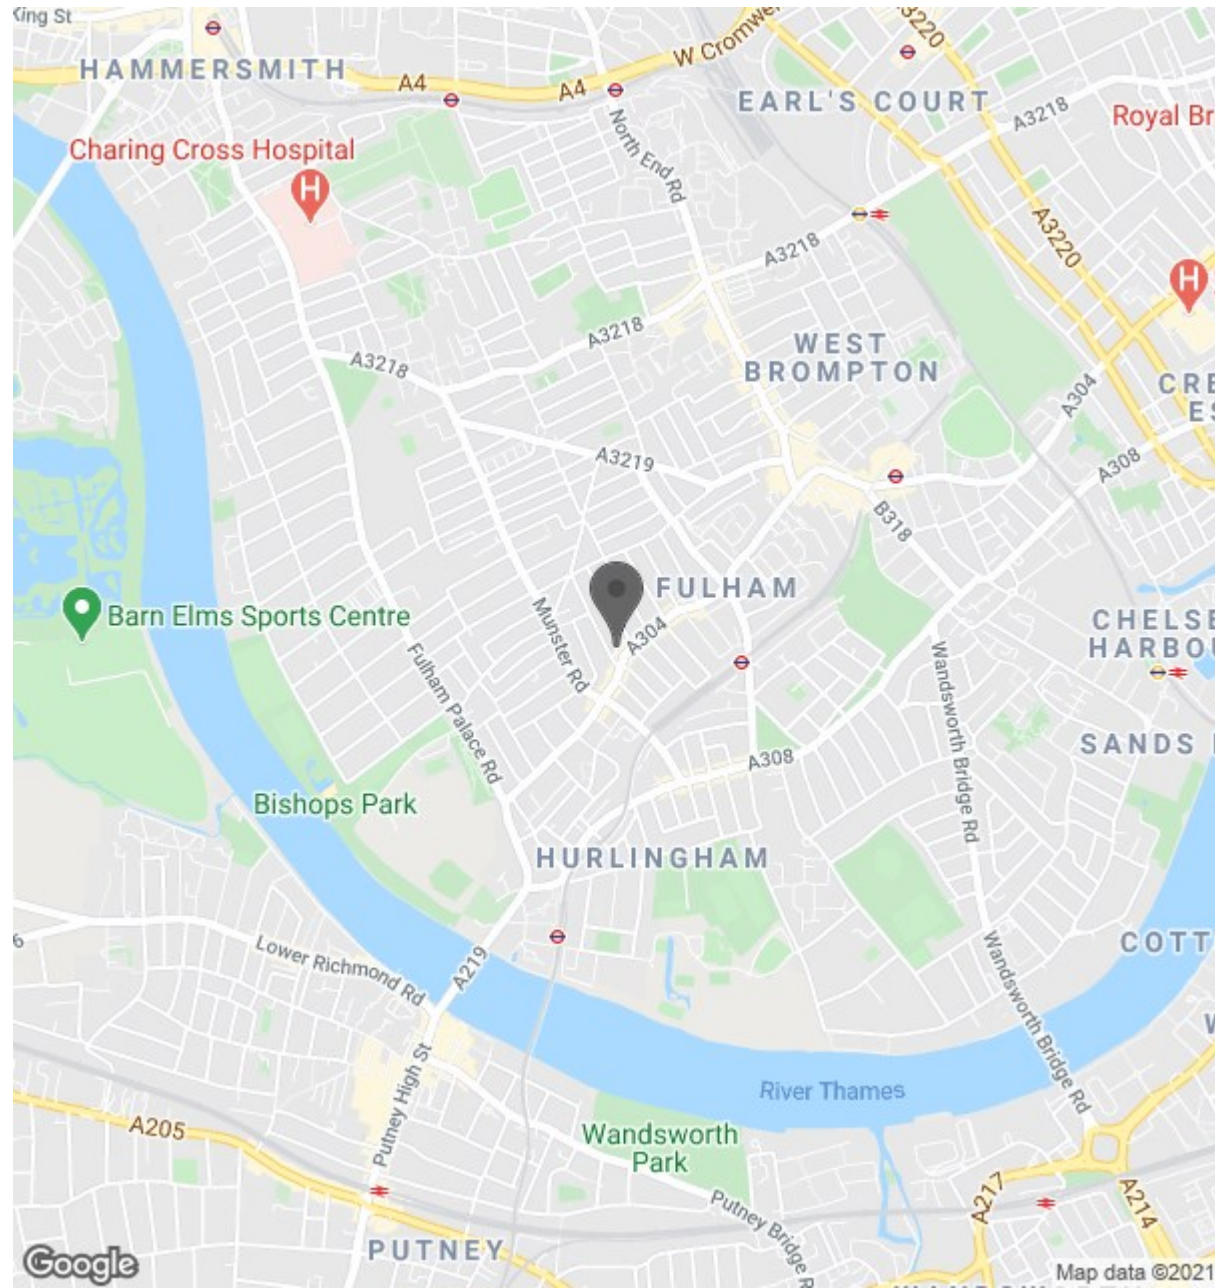 King St
HAMMERSMITH
A4
A4
W Cromwel
A3220
EARL'S COURT
A3218
Royal Br
Charing Cross Hospital
H
North End Rd
A3218
A3220
H
A3218
A3218
WEST
BROMPTON
A304
CRE
ES
A3219
A308
B318
FULHAM
Barn Elms Sports Centre
Munster Rd
A304
CHELSE
HARBOU
Fulham Palace Rd
Wandsworth Bridge Rd
SANDS
A308
Bishops Park
HURLINGHAM
Lower Richmond Rd
A219
COTT
Wandsworth Bridge Rd
W
Putney High St
River Thames
A205
Wandsworth
Park
Putney Bridge R
A217
A214
PUTNEY
Google
Map data ©2021